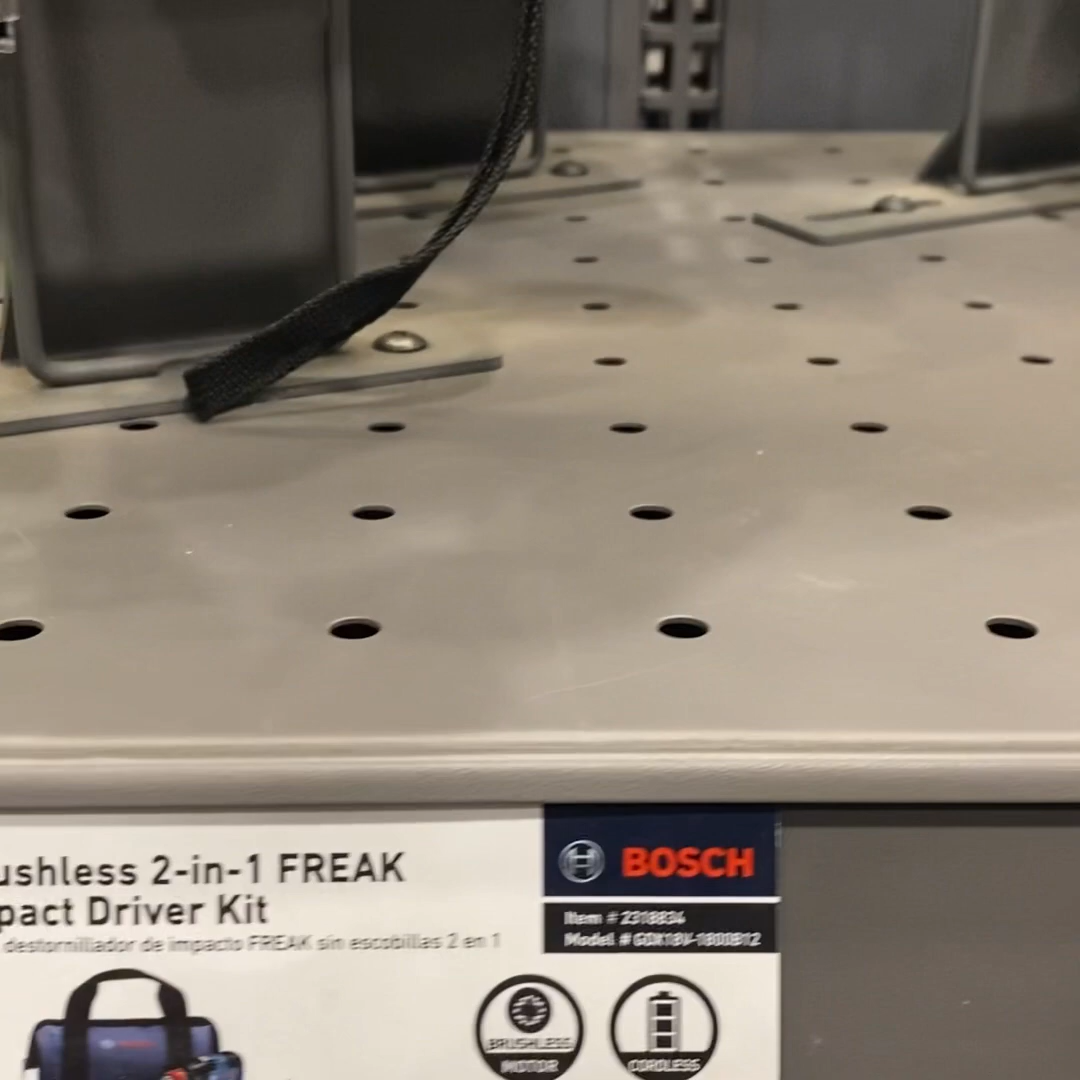 ushless 2-in-1 FREAK
pact Driver Kit
destornillador de impacto FREAK sin escobillas 2 en 1
BOSCH
Item # 2318834
Model # GDX18V-1800B12
BRUSHLESS
MOTOR
CORDLESS